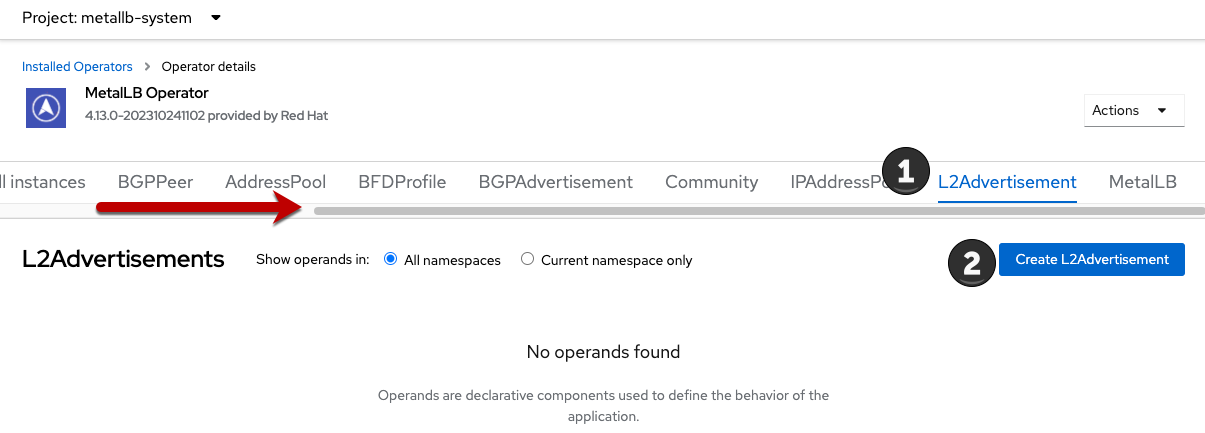 Project: metallb-system
Installed Operators > Operator details
MetalLB Operator
4.13.0-202310241102 provided by Red Hat
Actions
ll instances BGPPeer AddressPool BFDProfile BGPAdvertisement Community IPAddressPo 1 L2Advertisement MetalLB
L2Advertisements Show operands in: All namespaces Current namespace only 2 Create L2Advertisement
No operands found
Operands are declarative components used to define the behavior of the
application.